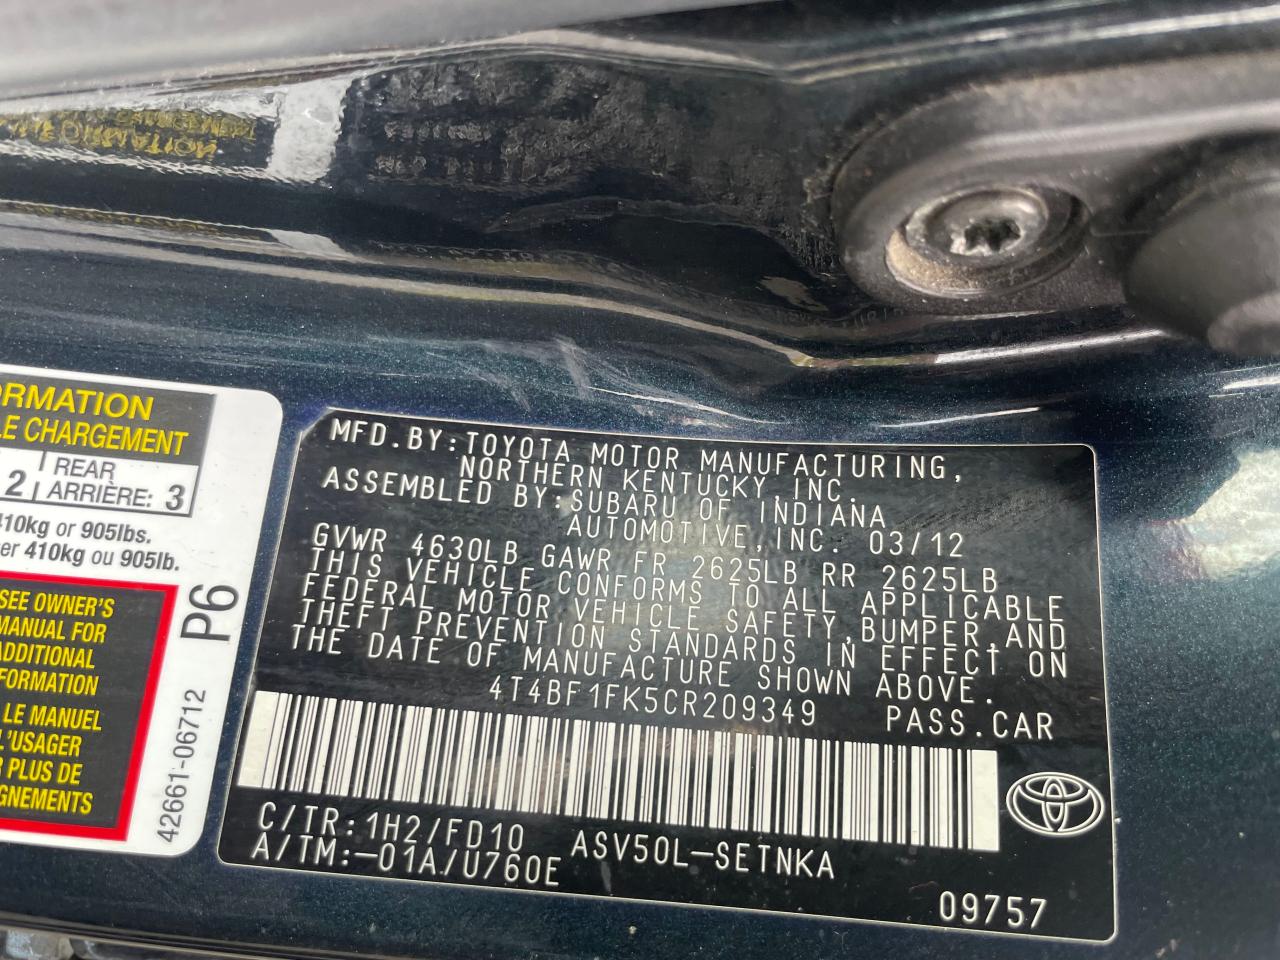 ORMATION
LE CHARGEMENT
2 REAR
ARRIÈRE: 3
410kg or 905lbs.
er 410kg ou 905lb.
SEE OWNER'S
MANUAL FOR
ADDITIONAL
FORMATION
LE MANUEL
L'USAGER
R PLUS DE
GNEMENTS
P6
42661-06712
MFD.BY:TOYOTA MOTOR MANUFACTURING,
NORTHERN KENTUCKY,INC.
ASSEMBLED BY:SUBARU OF INDIANA
AUTOMOTIVE,INC. 03/12
GVWR 4630LB GAWR FR 2625LB RR 2625LB
THIS VEHICLE CONFORMS TO ALL APPLICABLE
FEDERAL MOTOR VEHICLE SAFETY,BUMPER,AND
THEFT PREVENTION STANDARDS IN EFFECT ON
THE DATE OF MANUFACTURE SHOWN ABOVE.
4T4BF1FK5CR209349 PASS.CAR
C/TR:1H2/FD10 ASV50L-SETNKA
A/TM:-01A/U760E
09757